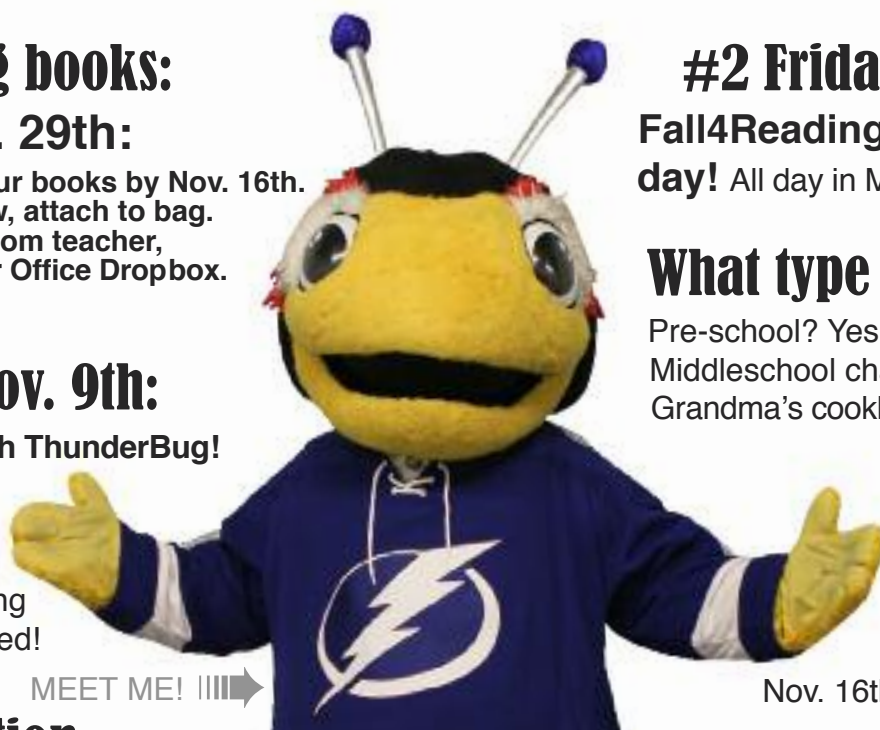 g books:
. 29th:
ur books by Nov. 16th.
v, attach to bag.
om teacher,
r Office Dropbox.
ov. 9th:
h ThunderBug!
ng
ed!
MEET ME!
tion
#2 Frida
Fall4Reading
day! All day in M
What type
Pre-school? Yes
Middleschool ch
Grandma's cook
Nov. 16t